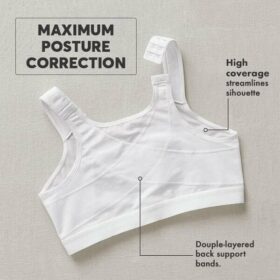 MAXIMUM
POSTURE
CORRECTION
High
coverage
streamlines
sihouette
Douple-layered
back support
bands.